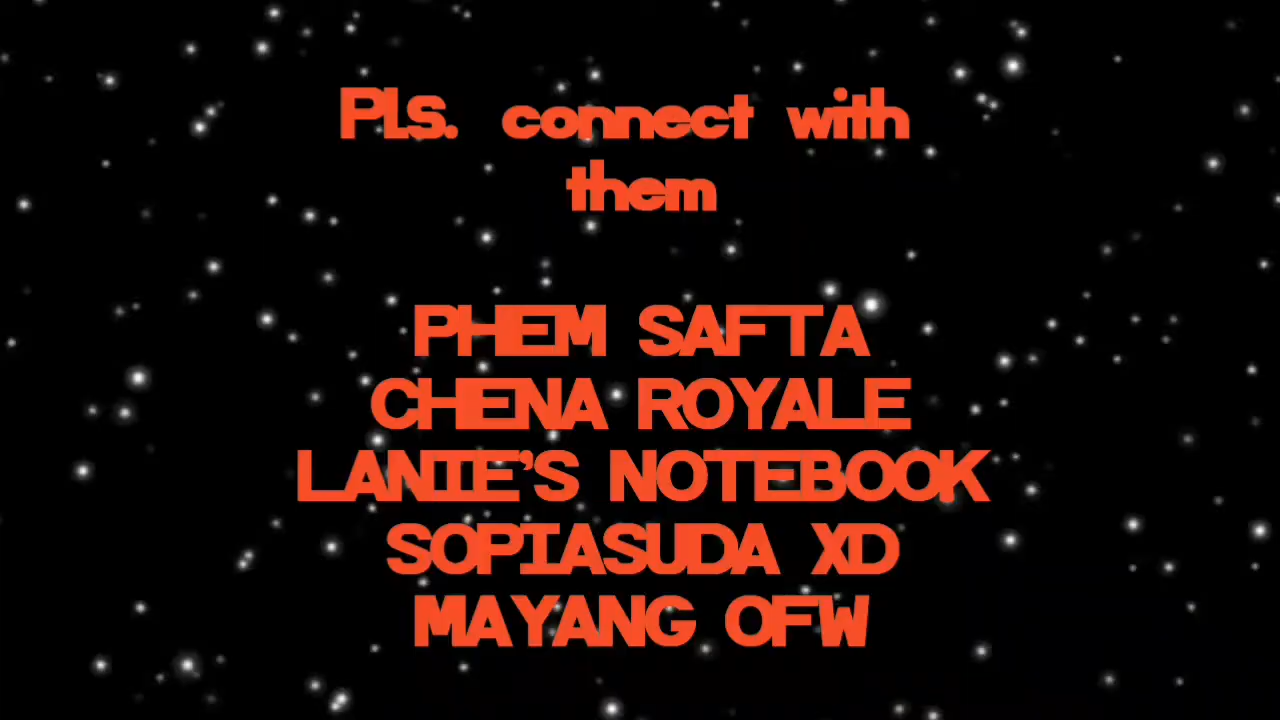 Pls. connect with
them
PHEM SAFTA
CHENA ROYALE
LANIE'S NOTEBOOK
SOPIASUDA XD
MAYANG OFW